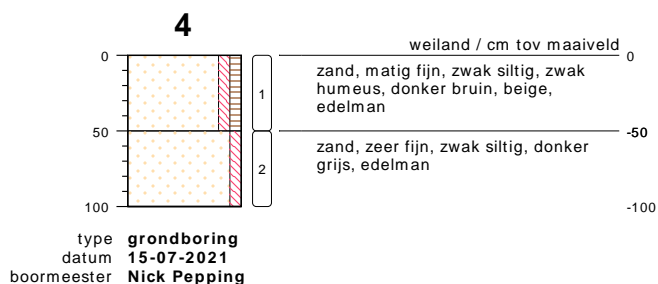 4
weiland / cm tov maaiveld
0
0
zand, matig fijn, zwak siltig, zwak
humeus, donker bruin, beige,
edelman
1
50
-50
zand, zeer fijn, zwak siltig, donker
grijs, edelman
2
100
-100
type grondboring
datum 15-07-2021
boormeester Nick Pepping